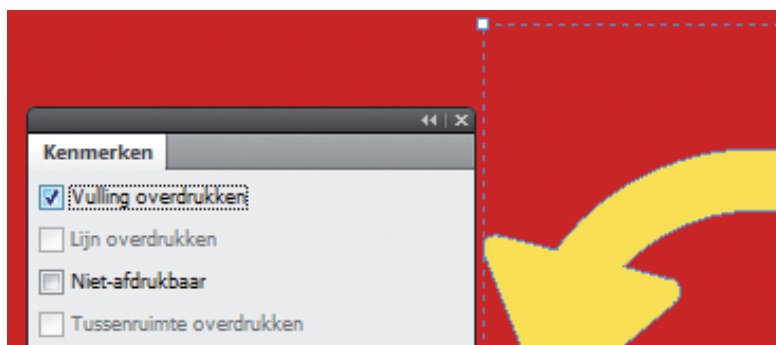 Kenmerken
Vulling overdrukken
Lijn overdrukken
Niet-afdrukbaar
Tussenruimte overdrukken